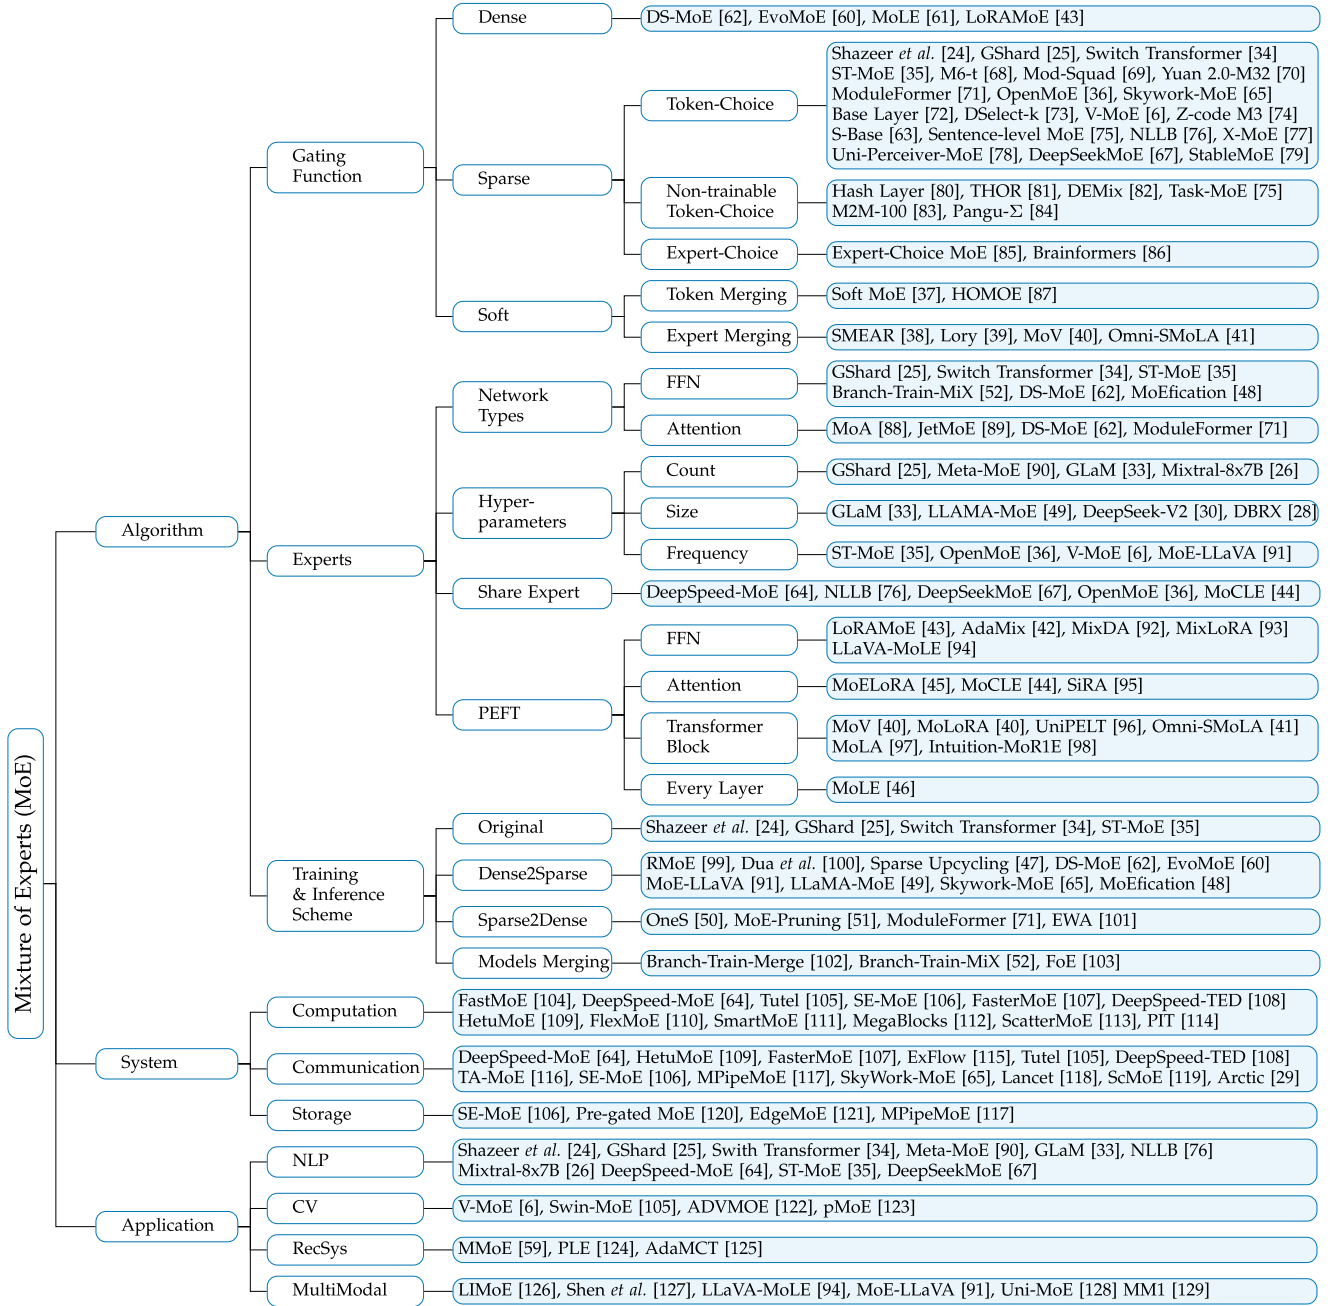 Mixture of Experts (MoE)
Algorithm
Gating
Function
Dense
DS-MoE [62], EvoMoE [60], MoLE [61], LoRAMoE [43]
Sparse
Token-Choice
Shazeer et al. [24], GShard [25], Switch Transformer [34]
ST-MoE [35], M6-t [68], Mod-Squad [69], Yuan 2.0-M32 [70]
ModuleFormer [71], OpenMoE [36], Skywork-MoE [65]
Base Layer [72], DSelect-k [73], V-MoE [6], Z-code M3 [74]
S-Base [63], Sentence-level MoE [75], NLLB [76], X-MoE [77]
Uni-Perceiver-MoE [78], DeepSeekMoE [67], StableMoE [79]
Non-trainable
Token-Choice
Hash Layer [80], THOR [81], DEMix [82], Task-MoE [75]
M2M-100 [83], Pangu-Σ [84]
Expert-Choice
Expert-Choice MoE [85], Brainformers [86]
Soft
Token Merging
Soft MoE [37], HOMOE [87]
Expert Merging
SMEAR [38], Lory [39], MoV [40], Omni-SMoLA [41]
Experts
Network
Types
FFN
GShard [25], Switch Transformer [34], ST-MoE [35]
Branch-Train-MiX [52], DS-MoE [62], MoEfication [48]
Attention
MoA [88], JetMoE [89], DS-MoE [62], ModuleFormer [71]
Hyper-
parameters
Count
GShard [25], Meta-MoE [90], GLaM [33], Mixtral-8x7B [26]
Size
GLaM [33], LLAMA-MoE [49], DeepSeek-V2 [30], DBRX [28]
Frequency
ST-MoE [35], OpenMoE [36], V-MoE [6], MoE-LLaVA [91]
Share Expert
DeepSpeed-MoE [64], NLLB [76], DeepSeekMoE [67], OpenMoE [36], MoCLE [44]
PEFT
FFN
LoRAMoE [43], AdaMix [42], MixDA [92], MixLoRA [93]
LLaVA-MoLE [94]
Attention
MoELoRA [45], MoCLE [44], SiRA [95]
Transformer
Block
MoV [40], MoLoRA [40], UniPELT [96], Omni-SMoLA [41]
MoLA [97], Intuition-MoR1E [98]
Every Layer
MoLE [46]
Training
& Inference
Scheme
Original
Shazeer et al. [24], GShard [25], Switch Transformer [34], ST-MoE [35]
Dense2Sparse
RMoE [99], Dua et al. [100], Sparse Upcycling [47], DS-MoE [62], EvoMoE [60]
MoE-LLaVA [91], LLaMA-MoE [49], Skywork-MoE [65], MoEfication [48]
Sparse2Dense
OneS [50], MoE-Pruning [51], ModuleFormer [71], EWA [101]
Models Merging
Branch-Train-Merge [102], Branch-Train-MiX [52], FoE [103]
System
Computation
FastMoE [104], DeepSpeed-MoE [64], Tutel [105], SE-MoE [106], FasterMoE [107], DeepSpeed-TED [108]
HetuMoE [109], FlexMoE [110], SmartMoE [111], MegaBlocks [112], ScatterMoE [113], PIT [114]
Communication
DeepSpeed-MoE [64], HetuMoE [109], FasterMoE [107], ExFlow [115], Tutel [105], DeepSpeed-TED [108]
TA-MoE [116], SE-MoE [106], MPipeMoE [117], SkyWork-MoE [65], Lancet [118], ScMoE [119], Arctic [29]
Storage
SE-MoE [106], Pre-gated MoE [120], EdgeMoE [121], MPipeMoE [117]
Application
NLP
Shazeer et al. [24], GShard [25], Swith Transformer [34], Meta-MoE [90], GLaM [33], NLLB [76]
Mixtral-8x7B [26] DeepSpeed-MoE [64], ST-MoE [35], DeepSeekMoE [67]
CV
V-MoE [6], Swin-MoE [105], ADVMOE [122], pMoE [123]
RecSys
MMoE [59], PLE [124], AdaMCT [125]
MultiModal
LIMoE [126], Shen et al. [127], LLaVA-MoLE [94], MoE-LLaVA [91], Uni-MoE [128] MM1 [129]